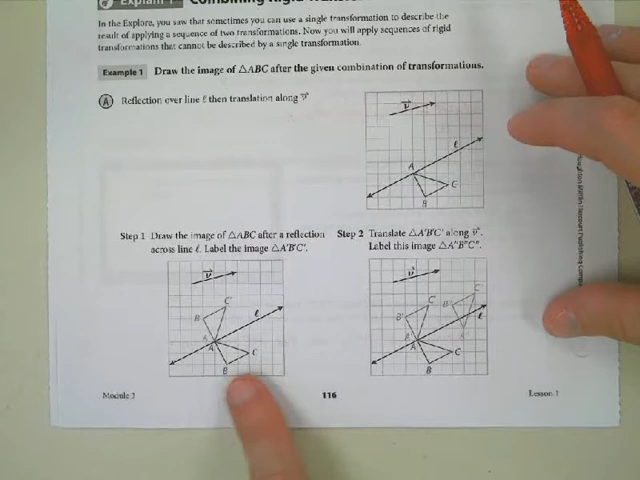 Explain 1 Combining Rigid
In the Explore, you saw that sometimes you can use a single transformation to describe the
result of applying a sequence of two transformations. Now you will apply sequences of rigid
transformations that cannot be described by a single transformation.
Example 1 Draw the image of △ABC after the given combination of transformations.
A Reflection over line ℓ then translation along v⃗
v⃗
ℓ
A
C
B
Step 1 Draw the image of △ABC after a reflection
across line ℓ. Label the image △A'B'C'.
Step 2 Translate △A'B'C' along v⃗.
Label this image △A"B"C".
v⃗
C'
B'
ℓ
A'
A
C
B
v⃗
C"
C'
B"
B'
ℓ
A
C
B
Module 3
116
Lesson 1